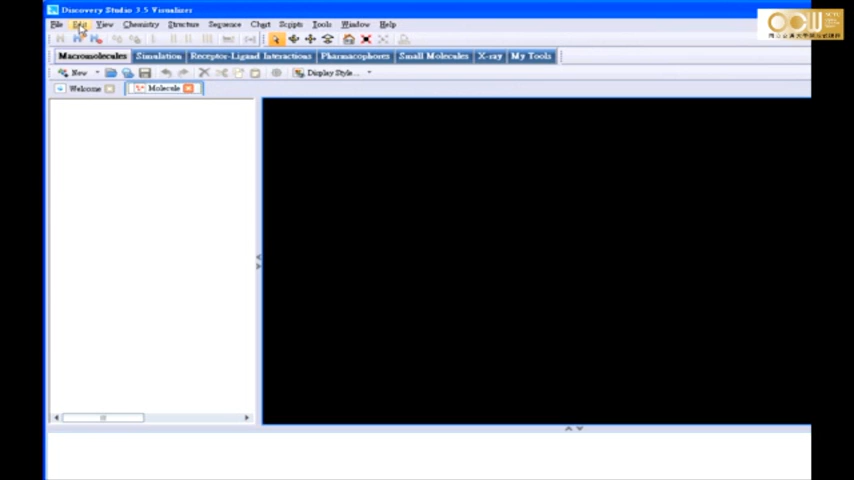 Discovery Studio 3.5 Visualizer
File Edit View Chemistry Structure Sequence Chart Scripts Tools Window Help
Macromolecules Simulation Receptor-Ligand Interactions Pharmacophores Small Molecules X-ray My Tools
New Display Style...
Welcome Molecule
OCW